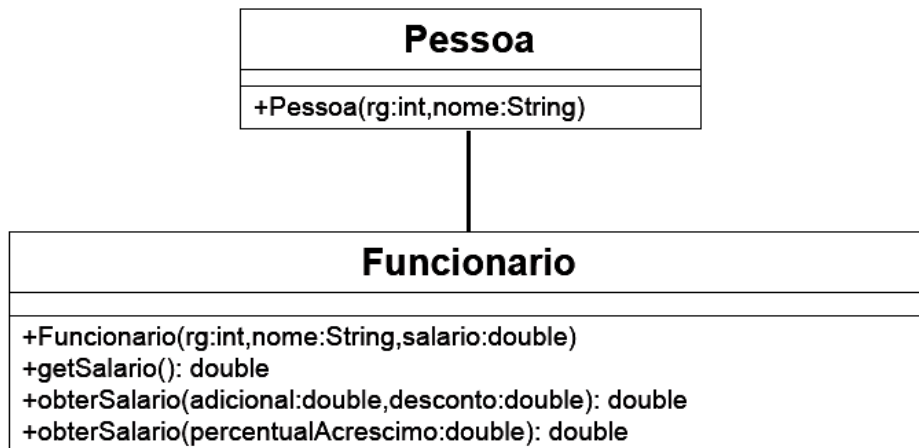 Pessoa
+Pessoa(rg:int,nome:String)
Funcionario
+Funcionario(rg:int,nome:String,salario:double)
+getSalario(): double
+obterSalario(adicional:double,desconto:double): double
+obterSalario(percentualAcrescimo:double): double